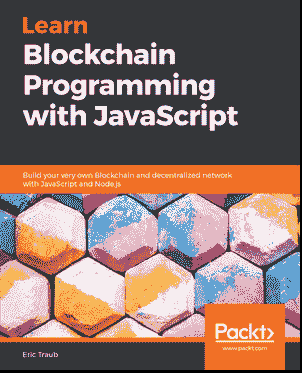 Learn
Blockchain
Programming
with JavaScript
Build your very own Blockchain and decentralized network
with JavaScript and Node.js
Packt>
www.packt.com
Eric Traub